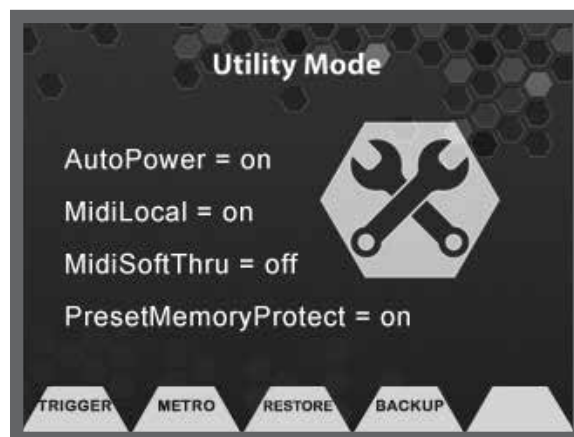 Utility Mode
AutoPower = on
MidiLocal = on
MidiSoftThru = off
PresetMemoryProtect = on
TRIGGER METRO RESTORE BACKUP